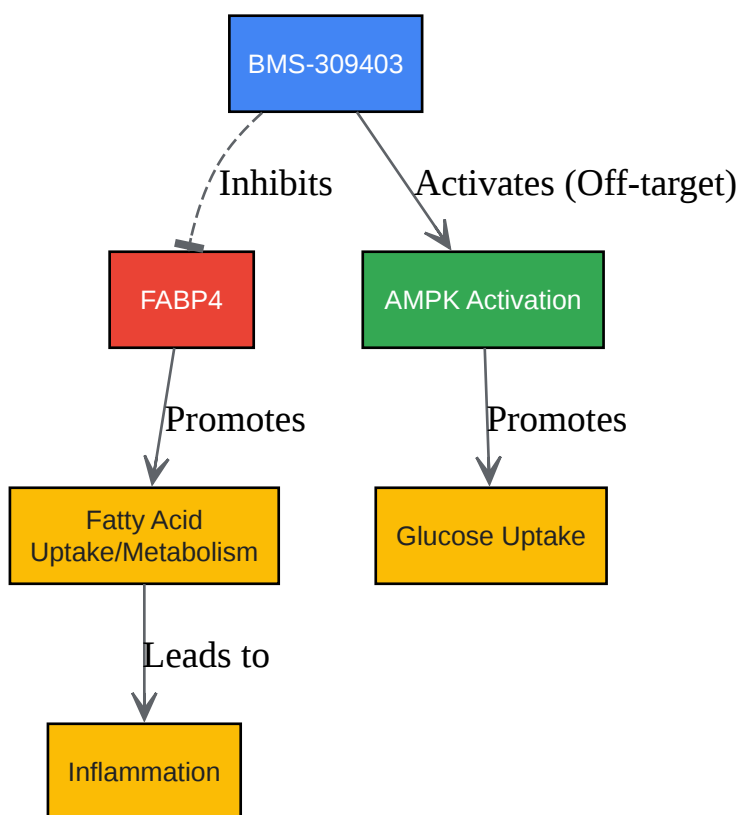 BMS-309403
Inhibits
Activates (Off-target)
FABP4
AMPK Activation
Promotes
Promotes
Fatty Acid
Uptake/Metabolism
Glucose Uptake
Leads to
Inflammation